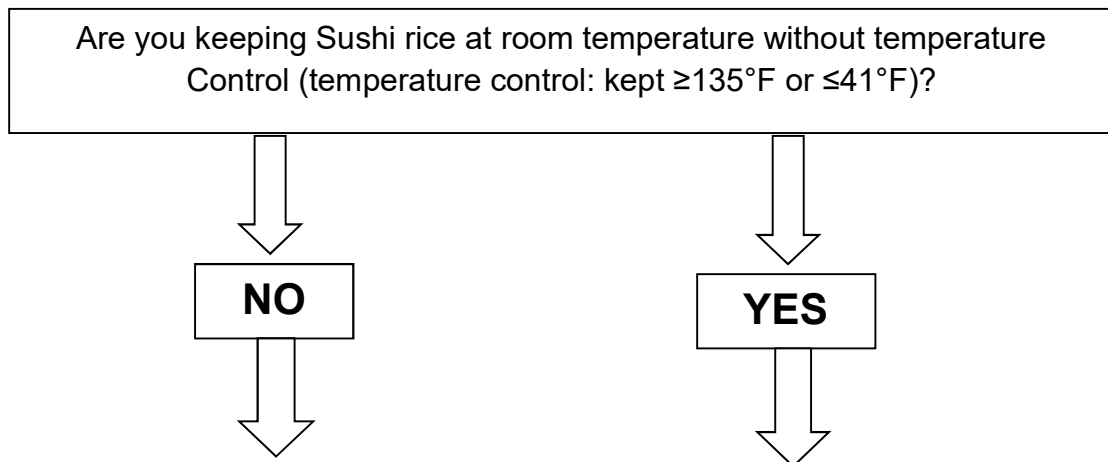 Are you keeping Sushi rice at room temperature without temperature
Control (temperature control: kept ≥135°F or ≤41°F)?
NO
YES